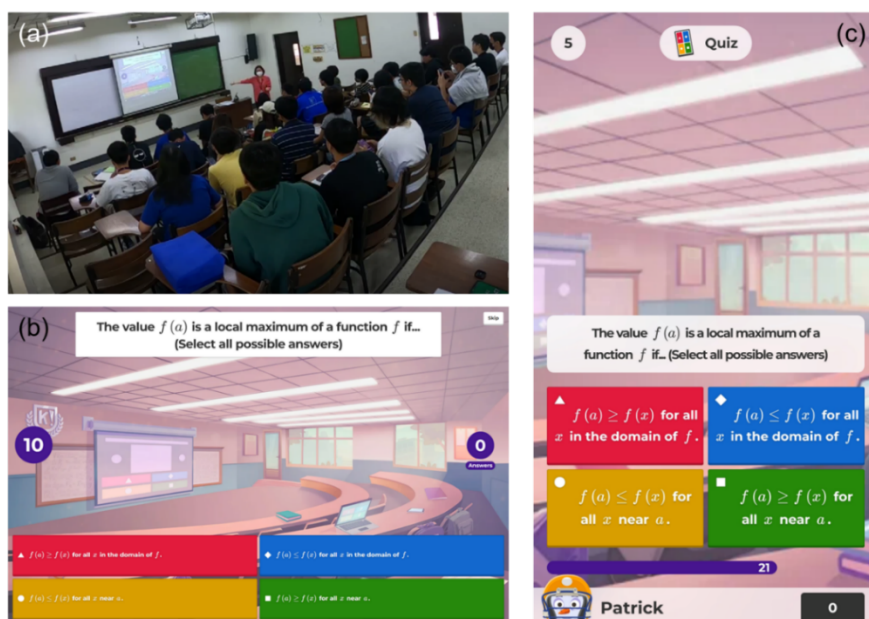 (a)
(b)
The value f (a) is a local maximum of a function f if...
(Select all possible answers)
Skip
K!
10
0
Answers
f (a) ≥ f (x) for all x in the domain of f.
f (a) ≤ f (x) for all x in the domain of f.
f (a) ≤ f (x) for all x near a.
f (a) ≥ f (x) for all x near a.
(c)
5
Quiz
The value f (a) is a local maximum of a
function f if... (Select all possible answers)
f (a) ≥ f (x) for all
x in the domain of f.
f (a) ≤ f (x) for all
x in the domain of f.
f (a) ≤ f (x) for
all x near a.
f (a) ≥ f (x) for
all x near a.
21
Patrick
0